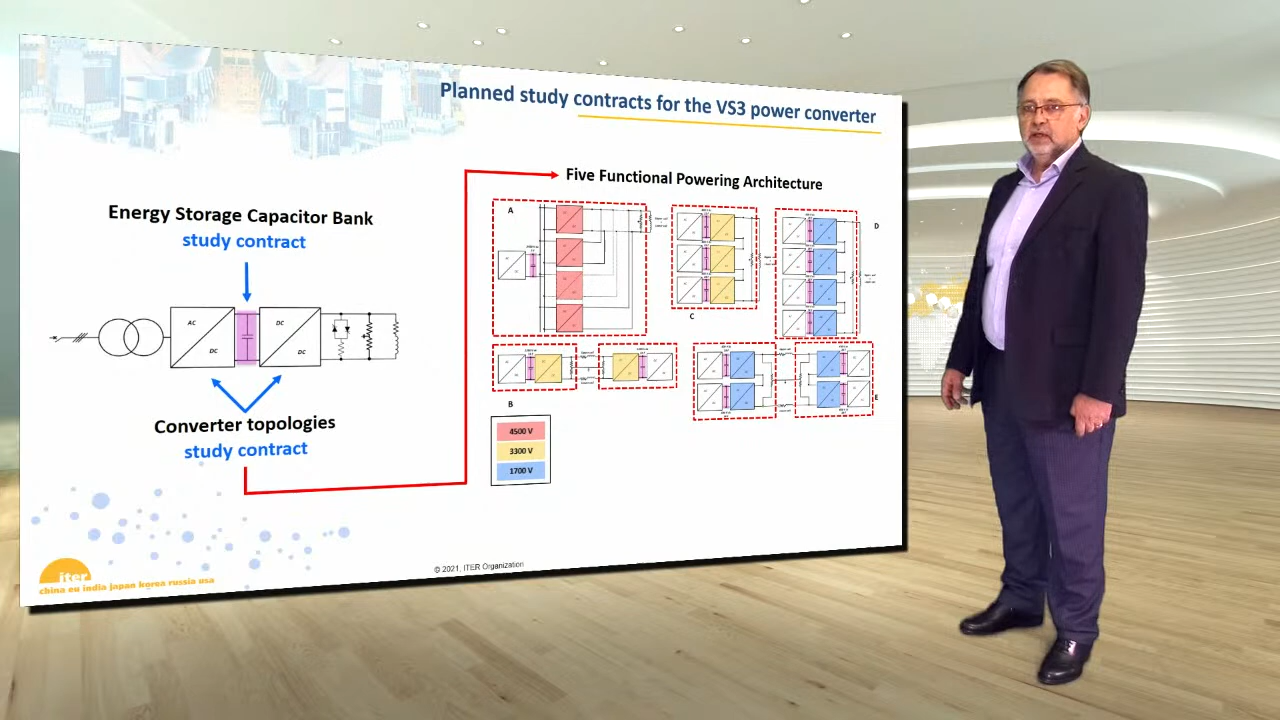 Planned study contracts for the VS3 power converter
Energy Storage Capacitor Bank
study contract
AC
DC
DC
DC
Converter topologies
study contract
Five Functional Powering Architecture
A
C
D
B
E
4500 V
3300 V
1700 V
© 2021, ITER Organization
iter
china eu india japan korea russia usa